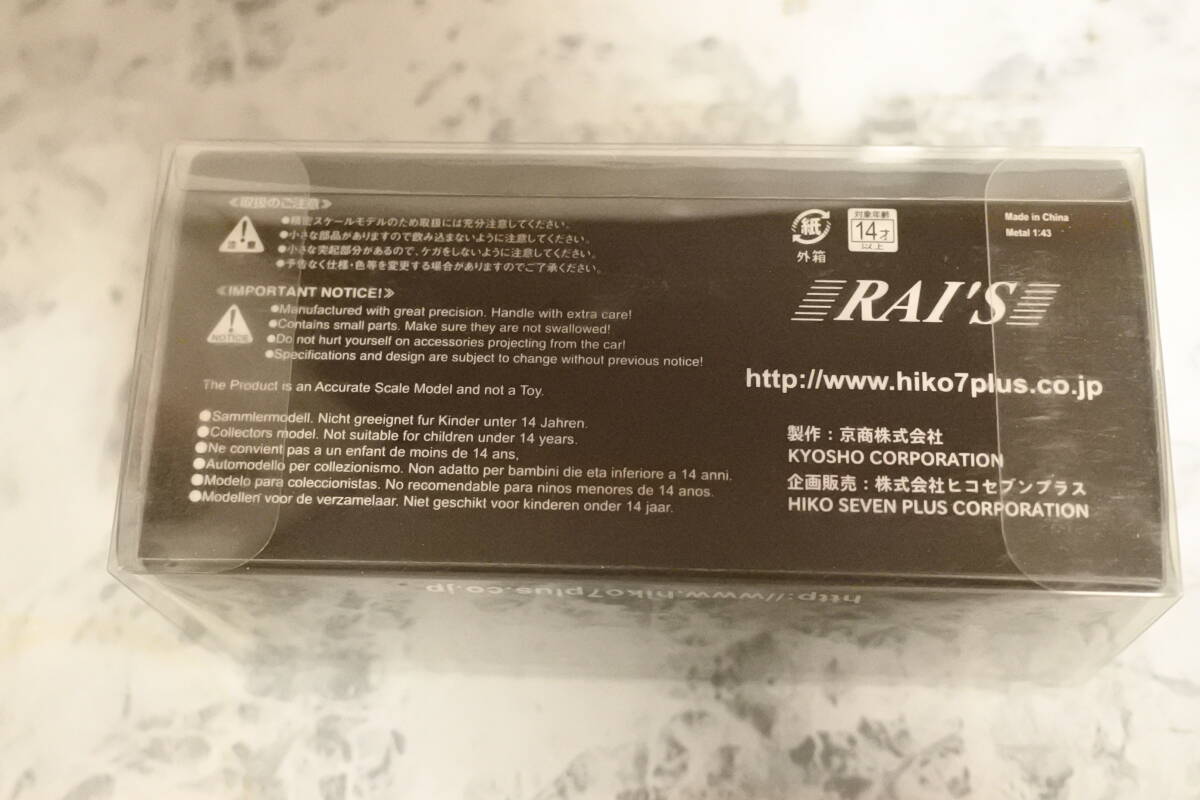 《取扱のご注意》
注意
●精密スケールモデルのため取扱には充分注意してください。
●小さな部品がありますので飲み込まないように注意してください。
●小さな突起部分があるので、ケガをしないように注意してください。
●予告なく仕様・色等を変更する場合がありますのでご了承ください。
《IMPORTANT NOTICE!》
NOTICE
●Manufactured with great precision. Handle with extra care!
●Contains small parts. Make sure they are not swallowed!
●Do not hurt yourself on accessories projecting from the car!
●Specifications and design are subject to change without previous notice!
The Product is an Accurate Scale Model and not a Toy.
●Sammlermodell. Nicht greeignet fur Kinder unter 14 Jahren.
●Collectors model. Not suitable for children under 14 years.
●Ne convient pas a un enfant de moins de 14 ans,
●Automodello per collezionismo. Non adatto per bambini die eta inferiore a 14 anni.
●Modelo para coleccionistas. No recomendable para ninos menores de 14 anos.
●Modellen voor de verzamelaar. Niet geschikt voor kinderen onder 14 jaar.
紙
外箱
対象年齢
14才
以上
Made in China
Metal 1:43
RAI'S
http://www.hiko7plus.co.jp
製作：京商株式会社
KYOSHO CORPORATION
企画販売：株式会社ヒコセブンプラス
HIKO SEVEN PLUS CORPORATION
http://www.hiko7plus.co.jp